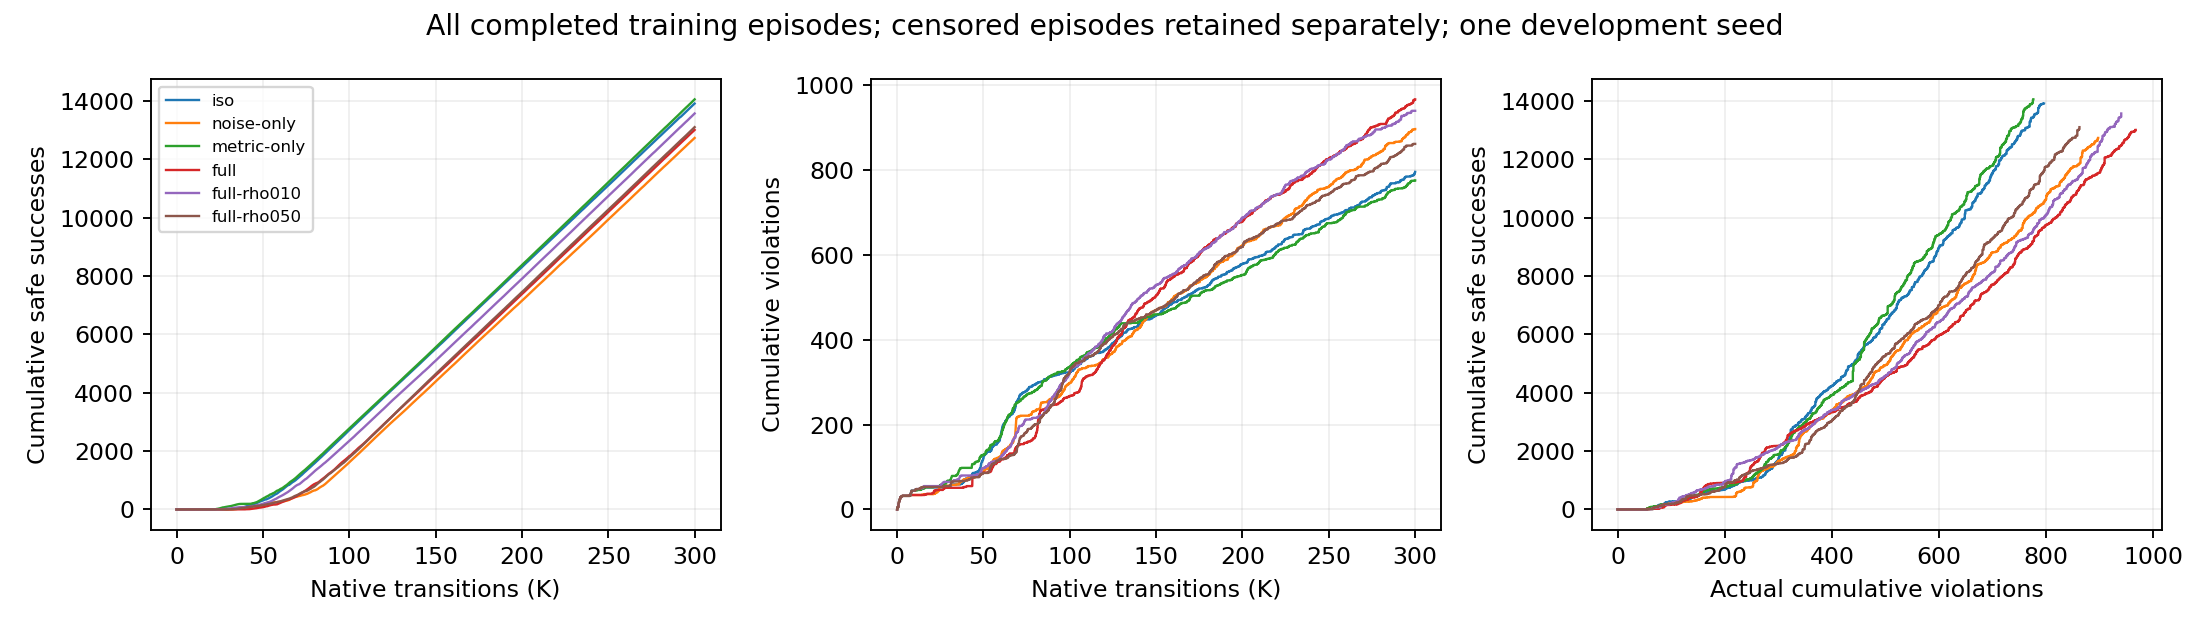 All completed training episodes; censored episodes retained separately; one development seed
Cumulative safe successes
14000
12000
10000
8000
6000
4000
2000
0
iso
noise-only
metric-only
full
full-rho010
full-rho050
0 50 100 150 200 250 300
Native transitions (K)
Cumulative violations
1000
800
600
400
200
0
0 50 100 150 200 250 300
Native transitions (K)
Cumulative safe successes
14000
12000
10000
8000
6000
4000
2000
0
0 200 400 600 800 1000
Actual cumulative violations